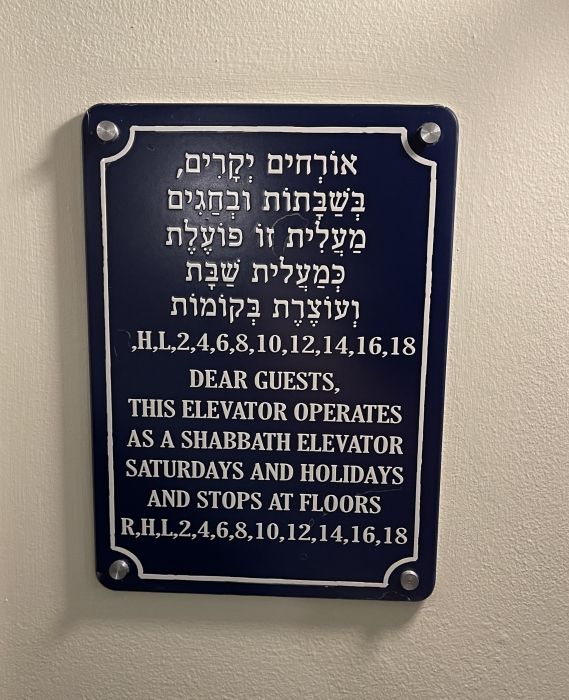 אוֹרְחִים יְקָרִים,
בְּשַׁבָּתוֹת וּבְחַגִּים
מַעֲלִית זוֹ פּוֹעֶלֶת
כְּמַעֲלִית שַׁבָּת
וְעוֹצֶרֶת בְּקוֹמוֹת
,H,L,2,4,6,8,10,12,14,16,18
DEAR GUESTS,
THIS ELEVATOR OPERATES
AS A SHABBATH ELEVATOR
SATURDAYS AND HOLIDAYS
AND STOPS AT FLOORS
R,H,L,2,4,6,8,10,12,14,16,18